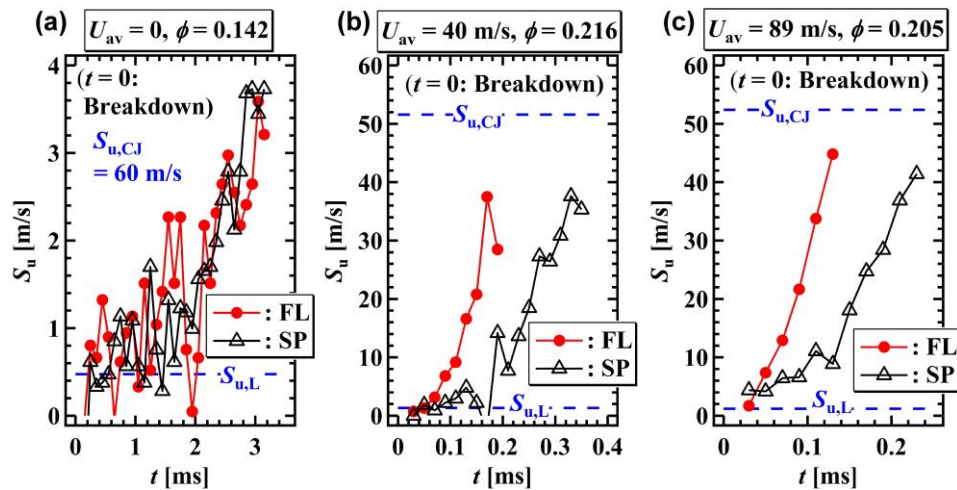 (a) U_av = 0, ϕ = 0.142
4
3
2
1
0
S_u [m/s]
(t = 0:
Breakdown)
S_u,CJ
= 60 m/s
: FL
: SP
S_u,L
0 1 2 3
t [ms]
(b) U_av = 40 m/s, ϕ = 0.216
(t = 0: Breakdown)
S_u,CJ
50
40
30
20
10
0
S_u [m/s]
: FL
: SP
S_u,L
0 0.1 0.2 0.3 0.4
t [ms]
(c) U_av = 89 m/s, ϕ = 0.205
(t = 0: Breakdown)
S_u,CJ
50
40
30
20
10
0
S_u [m/s]
: FL
: SP
S_u,L
0 0.1 0.2
t [ms]